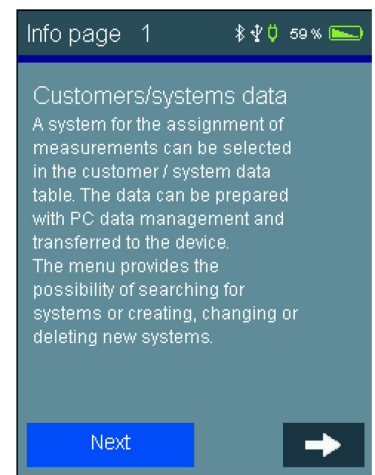 Info page 1 59 %
Customers/systems data
A system for the assignment of
measurements can be selected
in the customer / system data
table. The data can be prepared
with PC data management and
transferred to the device.
The menu provides the
possibility of searching for
systems or creating, changing or
deleting new systems.
Next